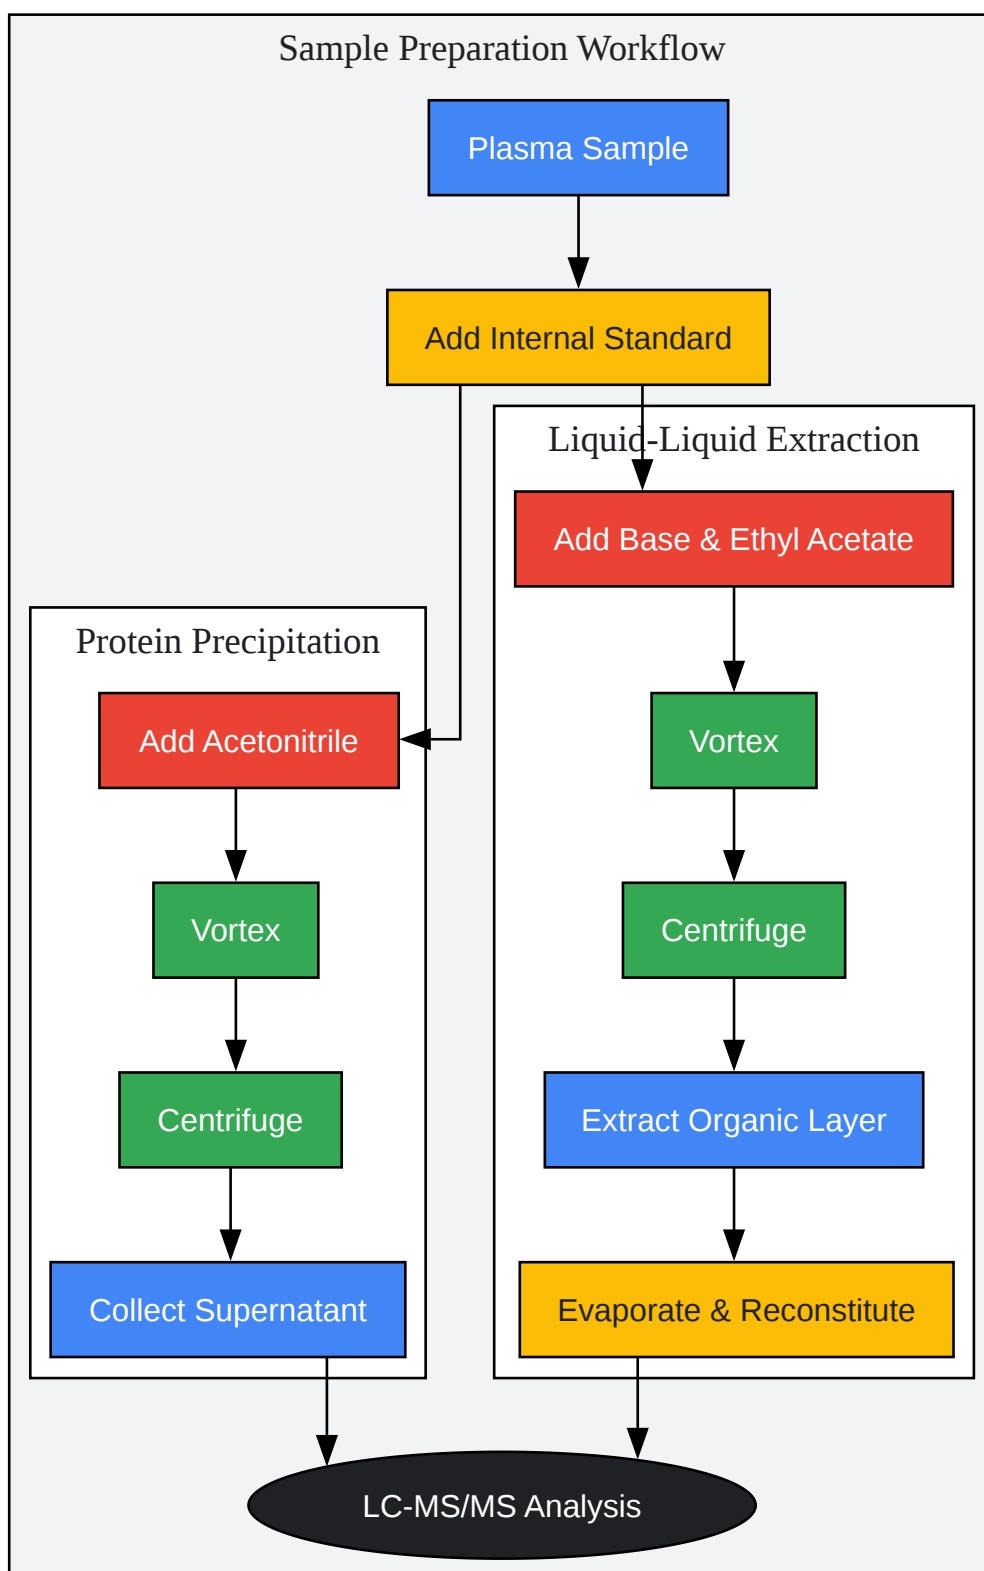 Sample Preparation Workflow
Plasma Sample
Add Internal Standard
Liquid-Liquid Extraction
Add Base & Ethyl Acetate
Vortex
Centrifuge
Extract Organic Layer
Evaporate & Reconstitute
Protein Precipitation
Add Acetonitrile
Vortex
Centrifuge
Collect Supernatant
LC-MS/MS Analysis